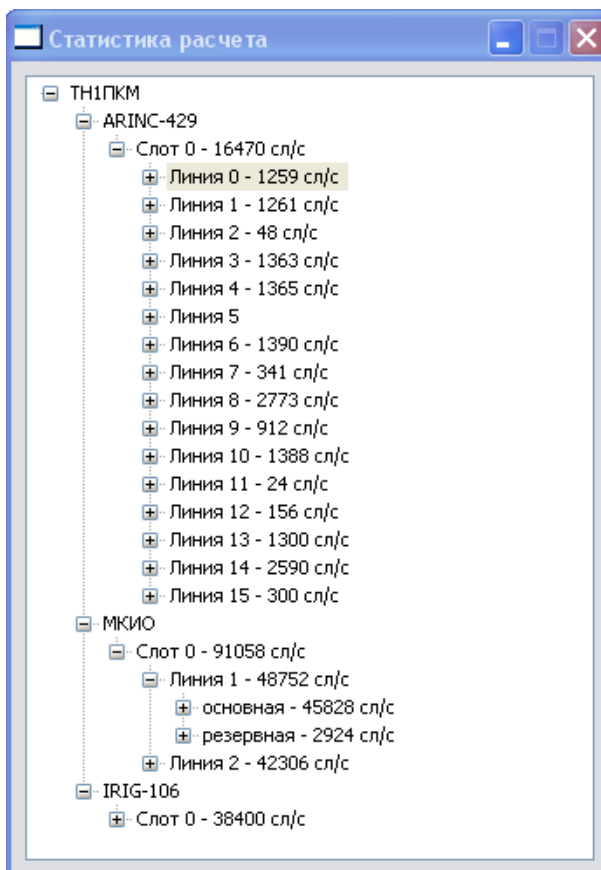 Статистика расчета
ТН1ПКМ
ARINC-429
Слот 0 - 16470 сл/с
Линия 0 - 1259 сл/с
Линия 1 - 1261 сл/с
Линия 2 - 48 сл/с
Линия 3 - 1363 сл/с
Линия 4 - 1365 сл/с
Линия 5
Линия 6 - 1390 сл/с
Линия 7 - 341 сл/с
Линия 8 - 2773 сл/с
Линия 9 - 912 сл/с
Линия 10 - 1388 сл/с
Линия 11 - 24 сл/с
Линия 12 - 156 сл/с
Линия 13 - 1300 сл/с
Линия 14 - 2590 сл/с
Линия 15 - 300 сл/с
МКИО
Слот 0 - 91058 сл/с
Линия 1 - 48752 сл/с
основная - 45828 сл/с
резервная - 2924 сл/с
Линия 2 - 42306 сл/с
IRIG-106
Слот 0 - 38400 сл/с